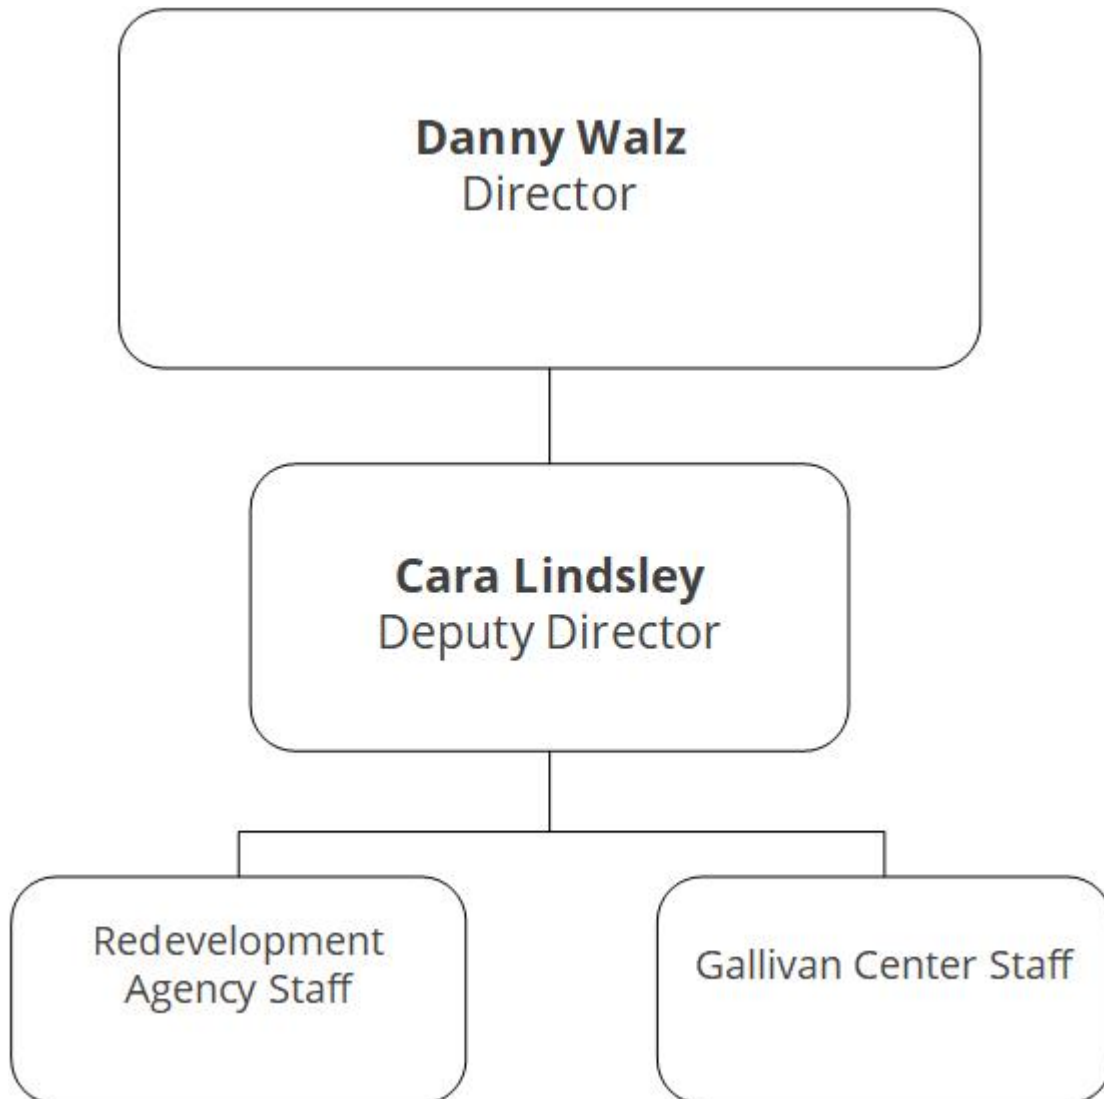 Danny Walz
Director
Cara Lindsley
Deputy Director
Redevelopment
Agency Staff
Gallivan Center Staff